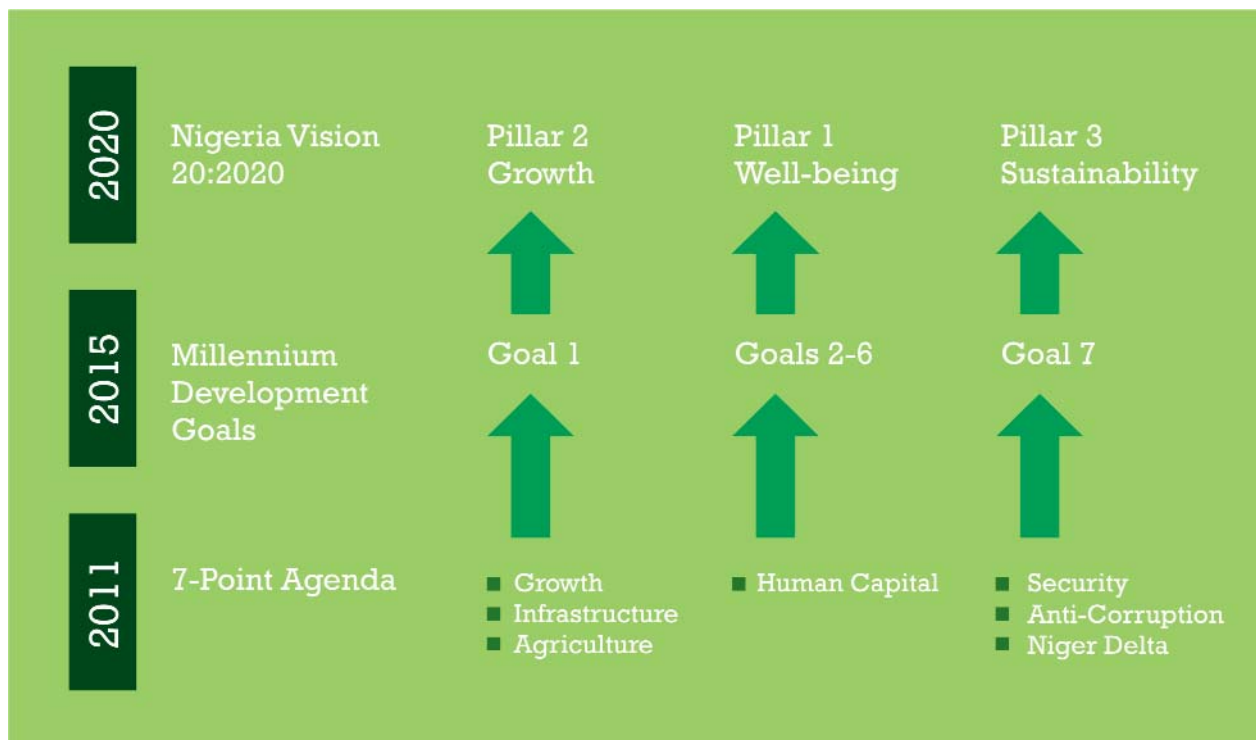 2020
Nigeria Vision
20:2020
Pillar 2
Growth
Pillar 1
Well-being
Pillar 3
Sustainability
2015
Millennium
Development
Goals
Goal 1
Goals 2-6
Goal 7
2011
7-Point Agenda
Growth
Infrastructure
Agriculture
Human Capital
Security
Anti-Corruption
Niger Delta